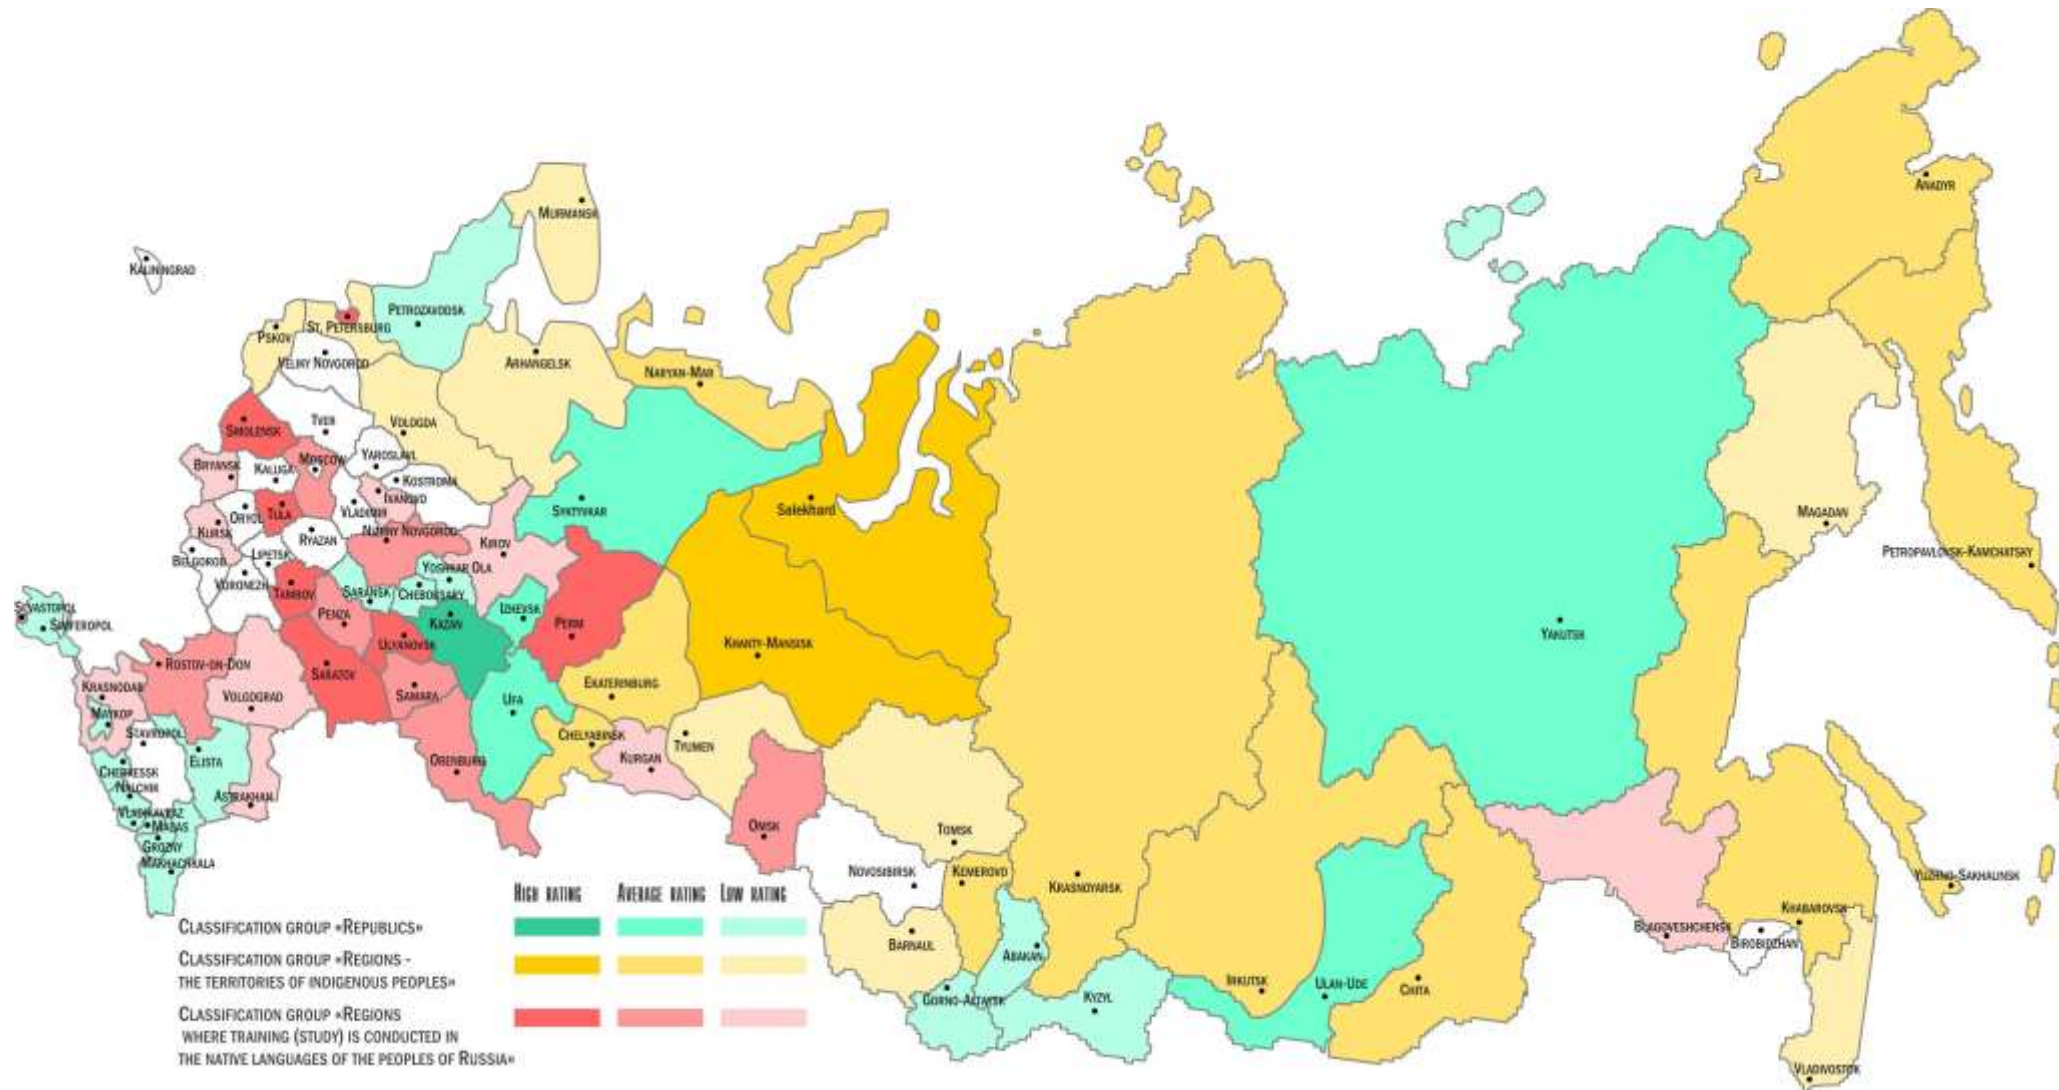 Anadyr
Murmansk
Kaliningrad
Petrozavodsk
St. Petersburg
Pskov
Veliky Novgorod
Arhangelsk
Naryan-Mar
Smolensk
Tver
Vologda
Bryansk
Kaluga
Moscow
Yaroslavl
Kostroma
Ivanovo
Vladimir
Oryol
Tula
Kursk
Ryazan
Nizhny Novgorod
Kirov
Syktyvkar
Salekhard
Magadan
Petropavlovsk-Kamchatsky
Belgorod
Lipetsk
Voronezh
Tambov
Saransk
Yoshkar Ola
Cheboksary
Izhevsk
Sevastopol
Simferopol
Penza
Kazan
Perm
Ulyanovsk
Khanty-Mansisk
Yakutsk
Rostov-on-Don
Saratov
Samara
Ufa
Ekaterinburg
Krasnodar
Volgograd
Maykop
Stavropol
Elista
Chelyabinsk
Kurgan
Tyumen
Orenburg
Cherkessk
Nalchik
Astrakhan
Vladikavkaz
Magas
Grozny
Makhachkala
Omsk
Tomsk
Novosibirsk
Kemerovo
Krasnoyarsk
Yuzhno-Sakhalinsk
Khabarovsk
Blagoveshchensk
Birobidzhan
Barnaul
Abakan
Gorno-Altaysk
Kyzyl
Irkutsk
Ulan-Ude
Chita
Vladivostok
High rating Average rating Low rating
Classification group «Republics»
Classification group «Regions -
the territories of indigenous peoples»
Classification group «Regions
where training (study) is conducted in
the native languages of the peoples of Russia»